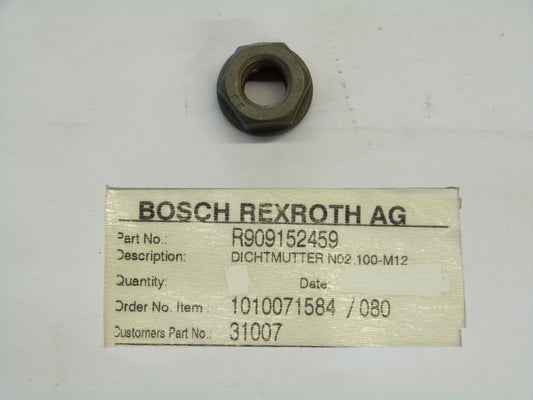 BOSCH REXROTH AG
Part No.: R909152459
Description: DICHTMUTTER N02.100-M12
Quantity: Date
Order No. Item : 1010071584 / 080
Customers Part No.: 31007